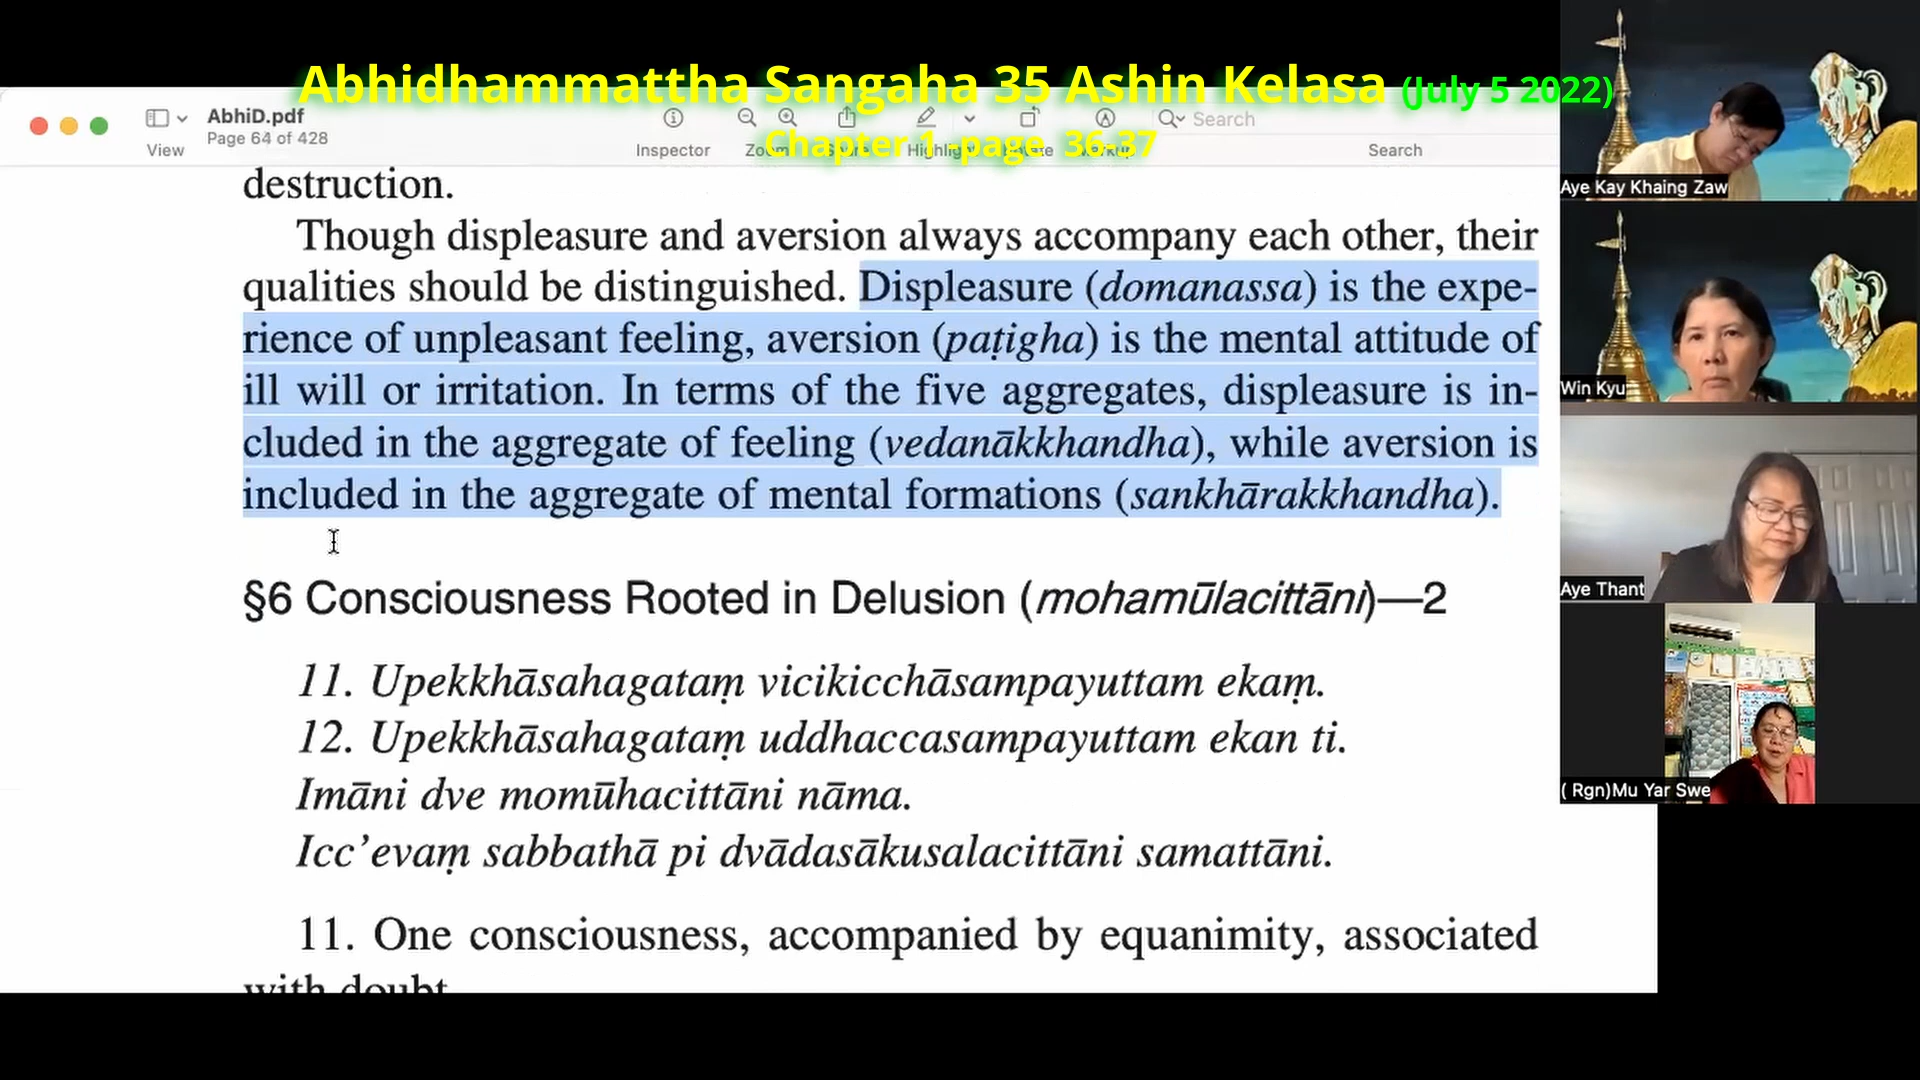 Abhidhammattha Sangaha 35 Ashin Kelasa (July 5 2022)
Chapter 1 -page 36-37
AbhiD.pdf
Page 64 of 428
View
Inspector
Highlight
Search
Search
destruction.
Though displeasure and aversion always accompany each other, their
qualities should be distinguished. Displeasure (domanassa) is the expe-
rience of unpleasant feeling, aversion (paṭigha) is the mental attitude of
ill will or irritation. In terms of the five aggregates, displeasure is in-
cluded in the aggregate of feeling (vedanākkhandha), while aversion is
included in the aggregate of mental formations (sankhārakkhandha).
§6 Consciousness Rooted in Delusion (mohamūlacittāni)—2
11. Upekkhāsahagataṃ vicikicchāsampayuttam ekaṃ.
12. Upekkhāsahagataṃ uddhaccasampayuttam ekan ti.
Imāni dve momūhacittāni nāma.
Icc’evaṃ sabbathā pi dvādasākusalacittāni samattāni.
11. One consciousness, accompanied by equanimity, associated
with doubt
Aye Kay Khaing Zaw
Win Kyu
Aye Thant
( Rgn)Mu Yar Swe